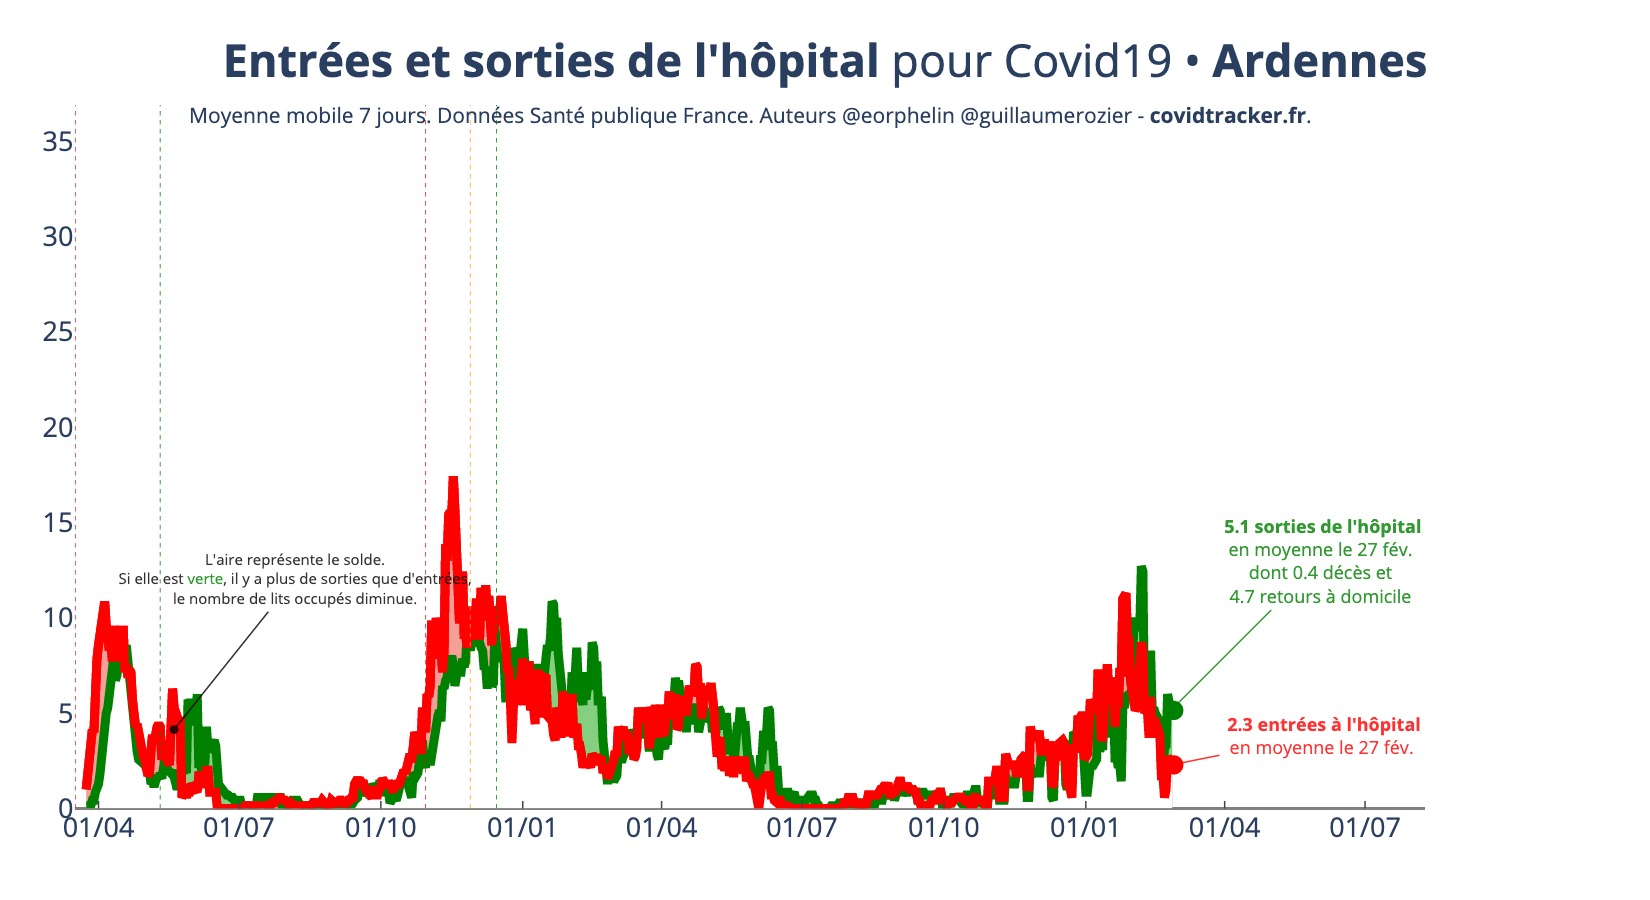 Entrées et sorties de l'hôpital pour Covid19 • Ardennes
Moyenne mobile 7 jours. Données Santé publique France. Auteurs @eorphelin @guillaumerozier - covidtracker.fr.
35
30
25
20
15
10
5
0
L'aire représente le solde.
Si elle est verte, il y a plus de sorties que d'entrées,
le nombre de lits occupés diminue.
5.1 sorties de l'hôpital
en moyenne le 27 fév.
dont 0.4 décès et
4.7 retours à domicile
2.3 entrées à l'hôpital
en moyenne le 27 fév.
01/04 01/07 01/10 01/01 01/04 01/07 01/10 01/01 01/04 01/07